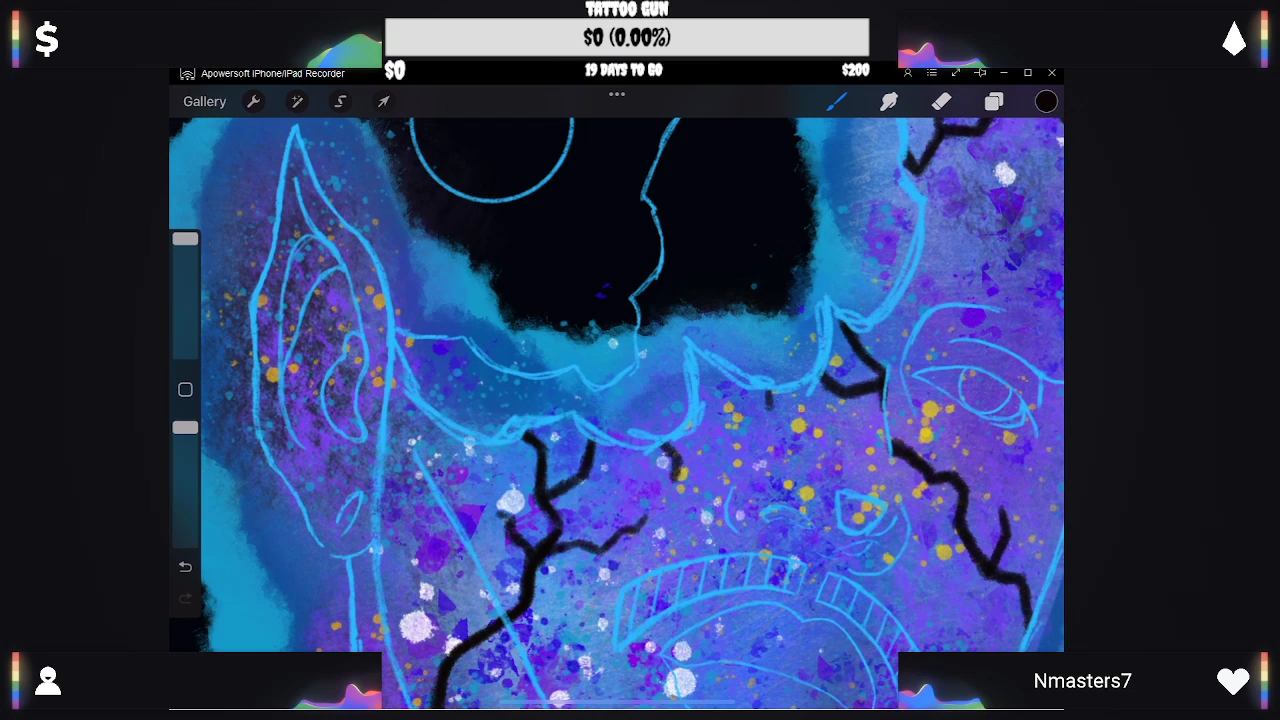 TATTOO GUN
$0 (0.00%)
$0 19 DAYS TO GO $200
Apowersoft iPhone/iPad Recorder
Gallery
Nmasters7